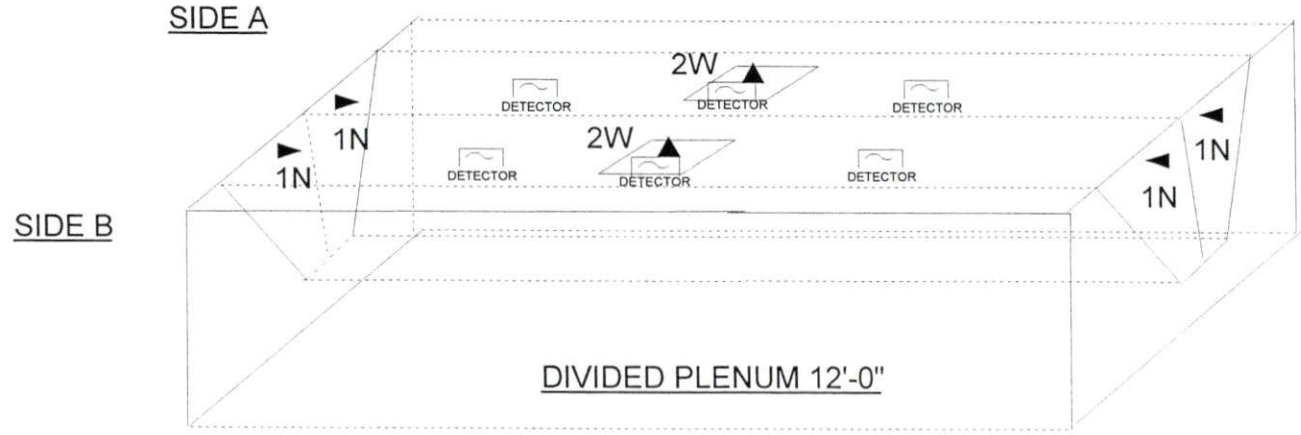 SIDE A
2W
DETECTOR
DETECTOR
DETECTOR
1N
1N
2W
1N
1N
DETECTOR
DETECTOR
DETECTOR
SIDE B
DIVIDED PLENUM 12'-0"